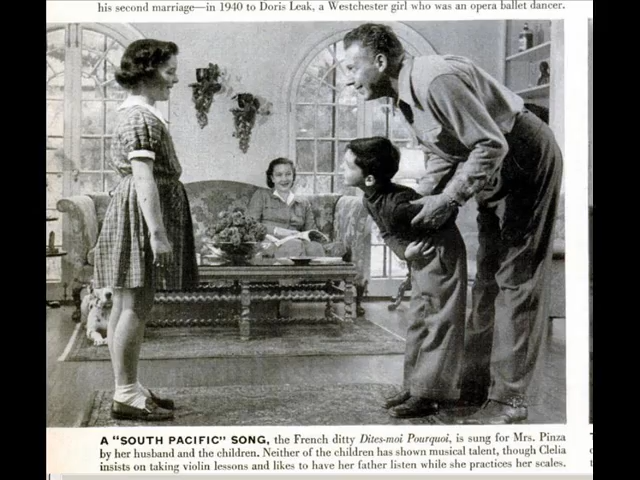 his second marriage—in 1940 to Doris Leak, a Westchester girl who was an opera ballet dancer.
A "SOUTH PACIFIC" SONG, the French ditty Dites-moi Pourquoi, is sung for Mrs. Pinza
by her husband and the children. Neither of the children has shown musical talent, though Clelia
insists on taking violin lessons and likes to have her father listen while she practices her scales.